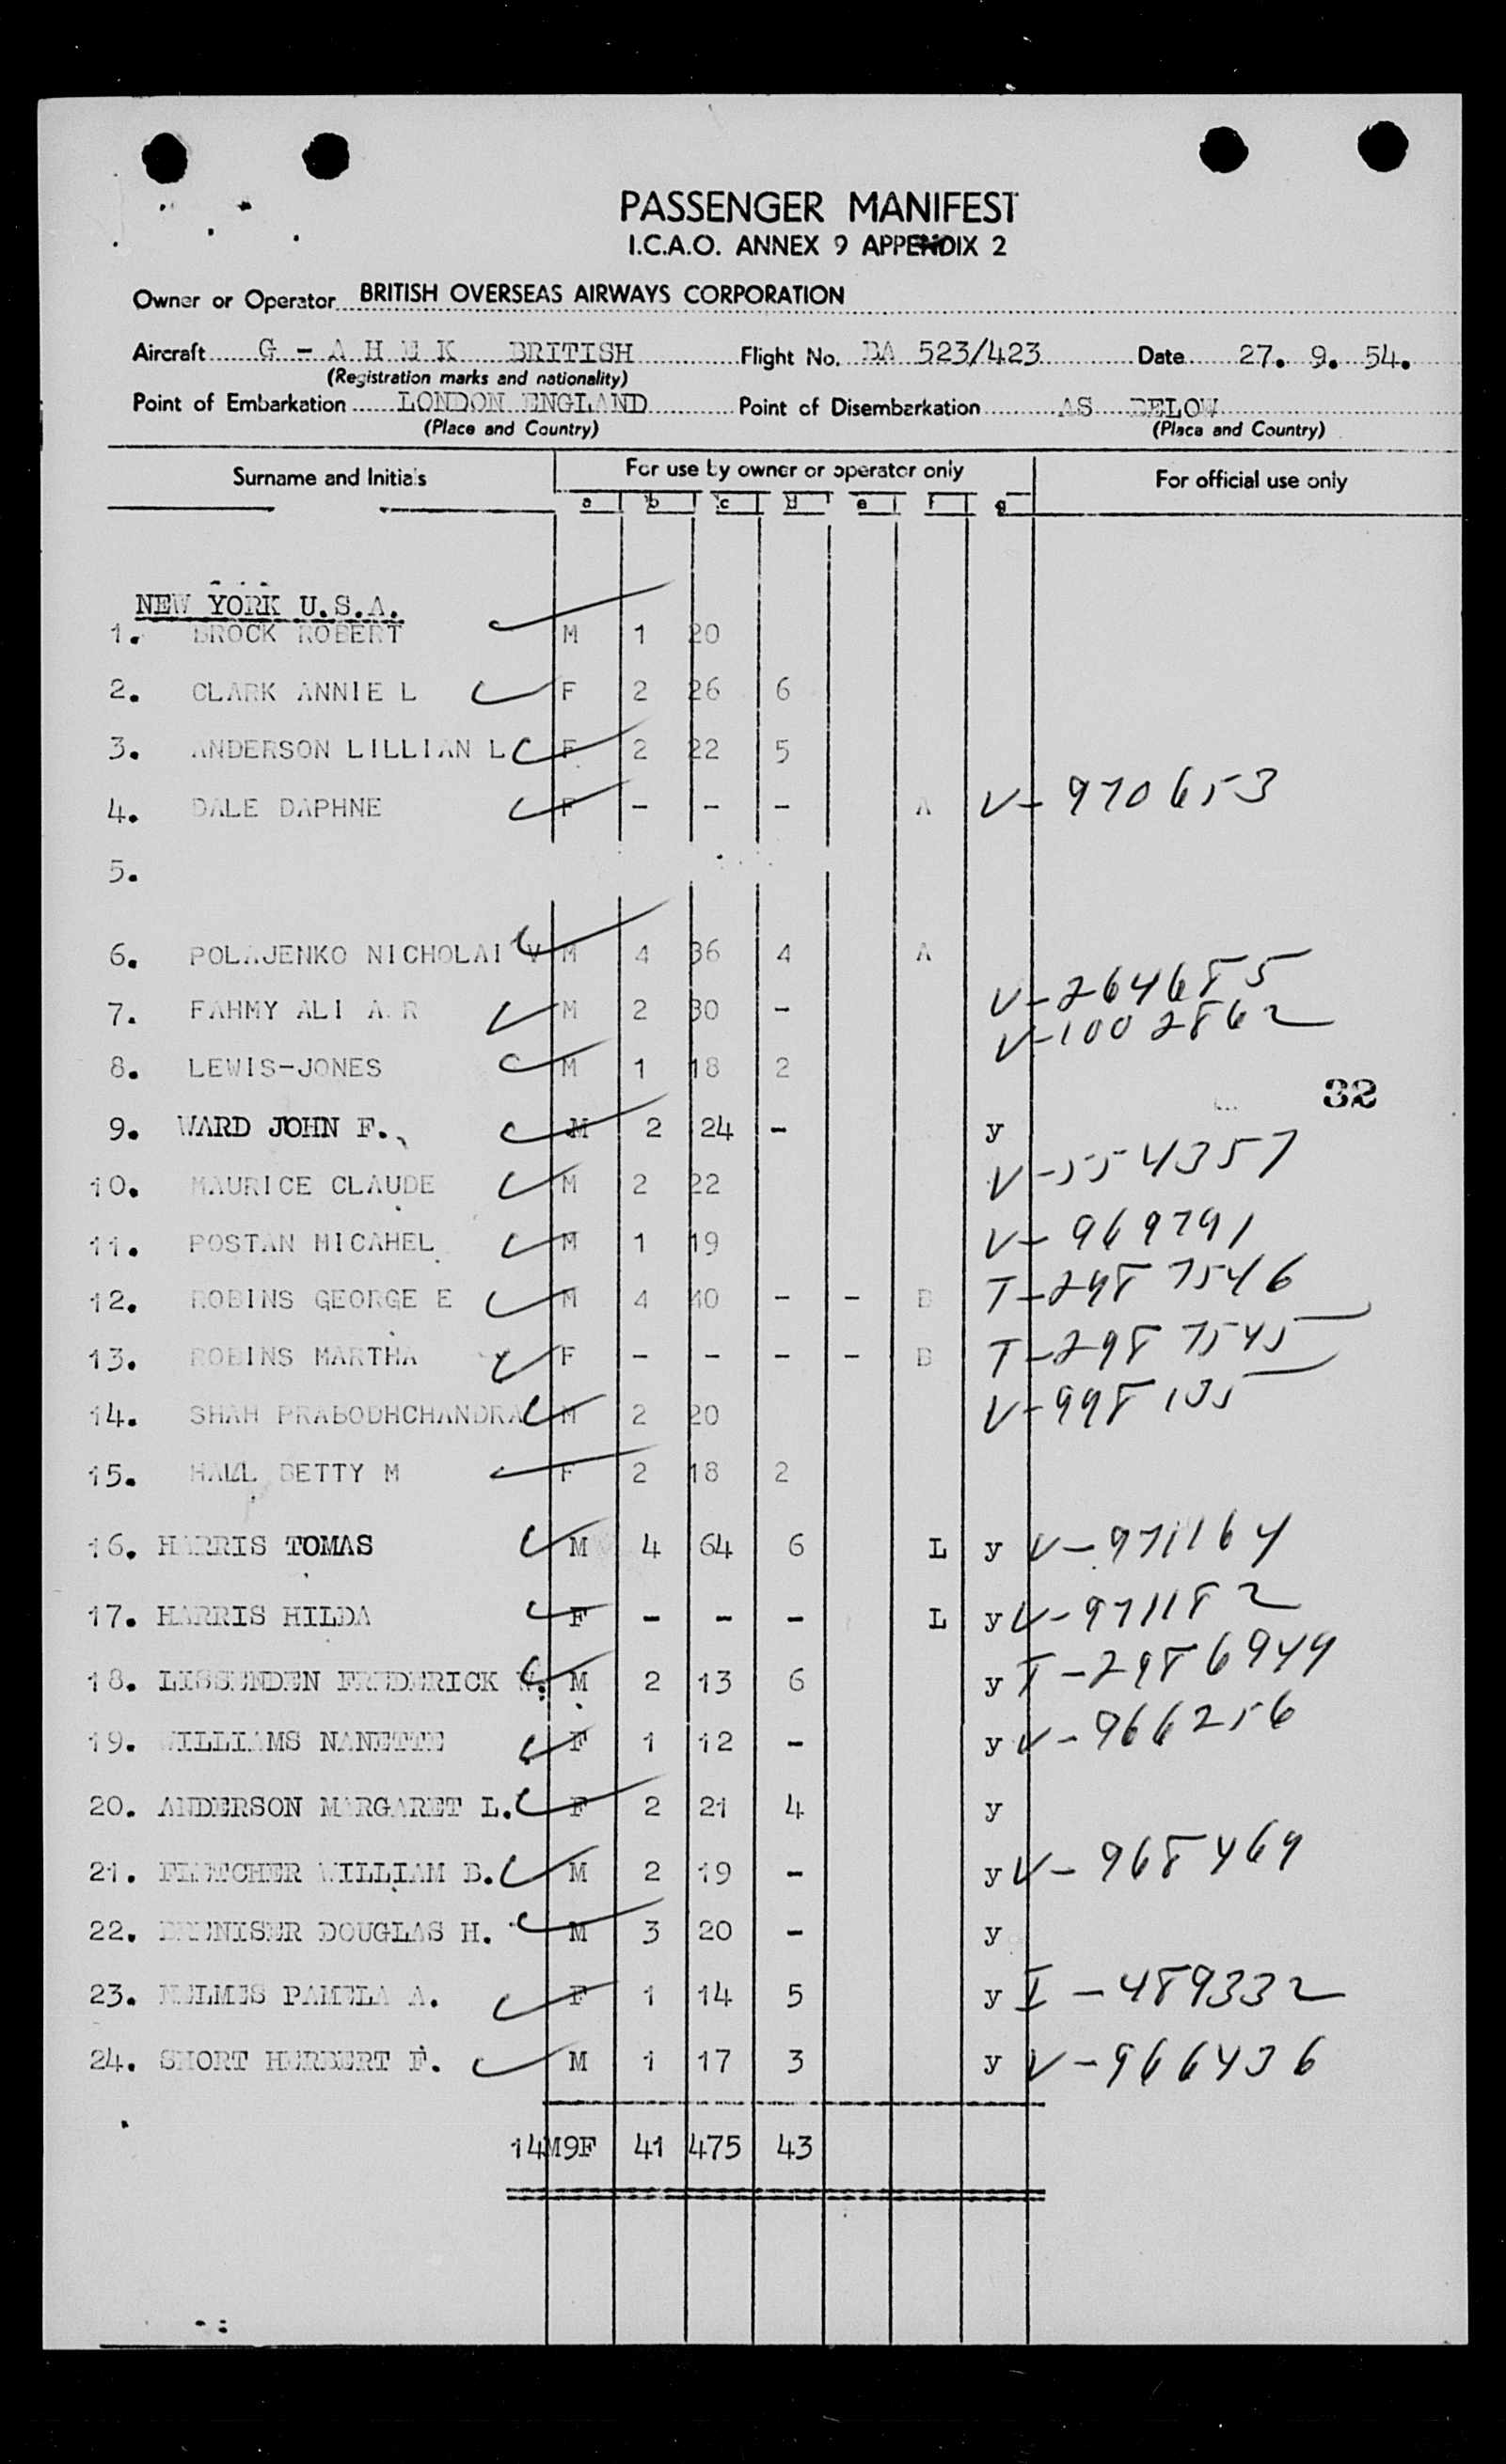 PASSENGER MANIFEST
I.C.A.O. ANNEX 9 APPENDIX 2
Owner or Operator BRITISH OVERSEAS AIRWAYS CORPORATION
Aircraft G - A H E K BRITISH Flight No. BA 523/423 Date 27. 9. 54.
(Registration marks and nationality)
Point of Embarkation LONDON ENGLAND Point of Disembarkation AS BELOW
(Place and Country) (Place and Country)
Surname and Initials For use by owner or operator only For official use only
a b c d e f g
NEW YORK U.S.A.
1. BROCK ROBERT M 1 20
2. CLARK ANNIE L F 2 26 6
3. ANDERSON LILLIAN L F 2 22 5
4. DALE DAPHNE F - - - A V-970653
5.
6. POLAJENKO NICHOLAI V M 4 36 4 A
V-264685
7. FAHMY ALI A R M 2 30 -
V-1002862
8. LEWIS-JONES M 1 18 2
32
9. WARD JOHN F. M 2 24 - y
10. MAURICE CLAUDE M 2 22 V-554357
11. POSTAN MICAHEL M 1 19 V-969791
12. ROBINS GEORGE E M 4 40 - - B T-2987546
13. ROBINS MARTHA F - - - - B T-2987545
14. SHAH PRABODHCHANDRA M 2 20 V-998135
15. HALL BETTY M F 2 18 2
16. HARRIS TOMAS M 4 64 6 L y V-971164
17. HARRIS HILDA F - - - L y V-971182
18. LISSENDEN FREDERICK W. M 2 13 6 y T-2986949
19. WILLIAMS NANETTE F 1 12 - y V-966256
20. ANDERSON MARGARET L. F 2 21 4 y
21. FLETCHER WILLIAM B. M 2 19 - y V-968469
22. DOUGLAS H. M 3 20 - y
23. PAMELA A. F 1 14 5 y I-489332
24. SHORT HERBERT F. M 1 17 3 y V-966436
14M9F 41 475 43